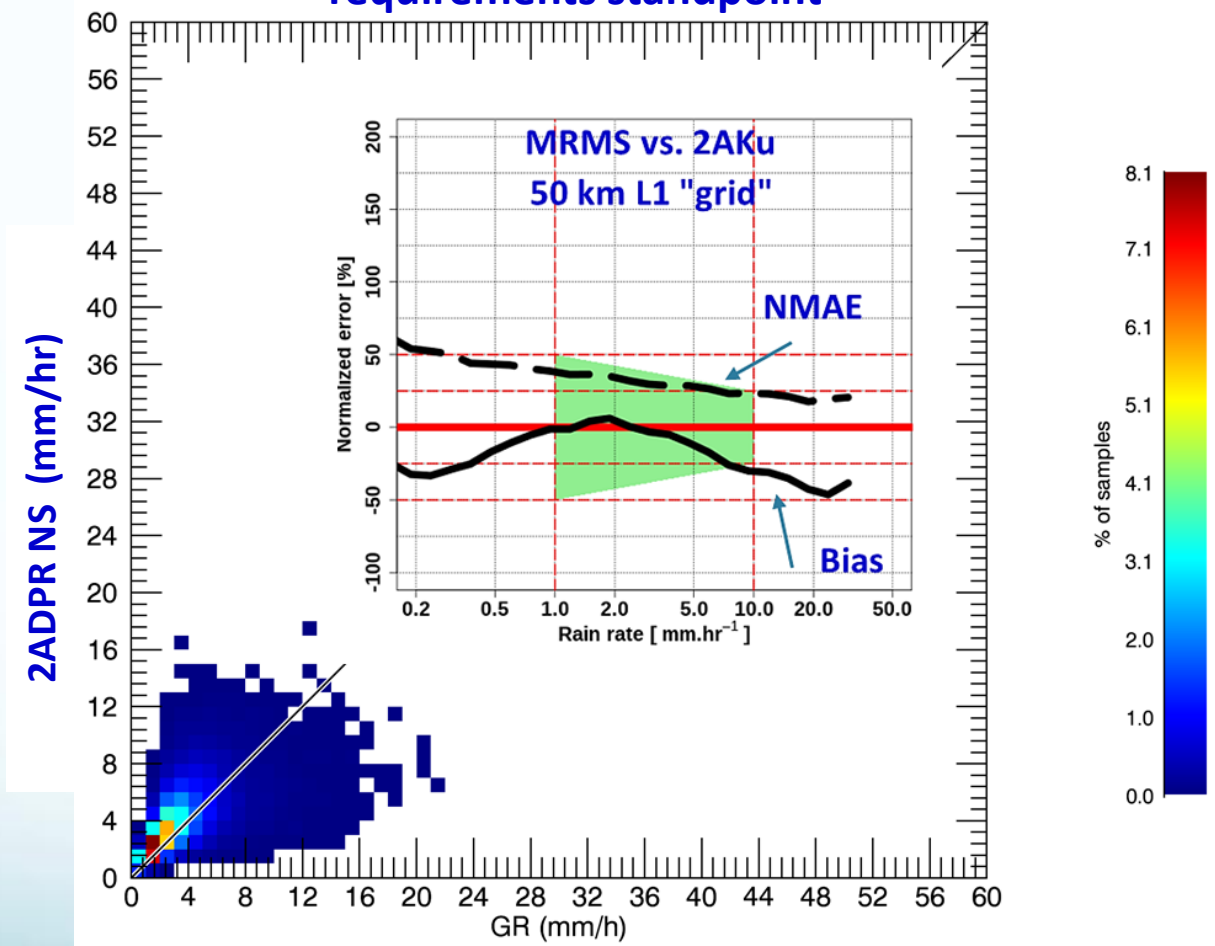 requirements standpoint
60
56
52
48
44
40
36
32
28
24
20
16
12
8
4
0
2ADPR NS (mm/hr)
0 4 8 12 16 20 24 28 32 36 40 44 48 52 56 60
GR (mm/h)
MRMS vs. 2AKu
50 km L1 "grid"
NMAE
Bias
Normalized error [%]
200
150
100
50
0
-50
-100
0.2 0.5 1.0 2.0 5.0 10.0 20.0 50.0
Rain rate [ mm.hr⁻¹ ]
% of samples
8.1
7.1
6.1
5.1
4.1
3.1
2.0
1.0
0.0